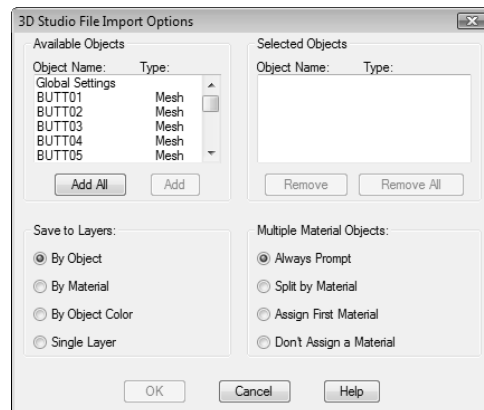 3D Studio File Import Options
Available Objects
Object Name: Type:
Global Settings
BUTT01 Mesh
BUTT02 Mesh
BUTT03 Mesh
BUTT04 Mesh
BUTT05 Mesh
Add All Add
Selected Objects
Object Name: Type:
Remove Remove All
Save to Layers:
By Object
By Material
By Object Color
Single Layer
Multiple Material Objects:
Always Prompt
Split by Material
Assign First Material
Don't Assign a Material
OK Cancel Help